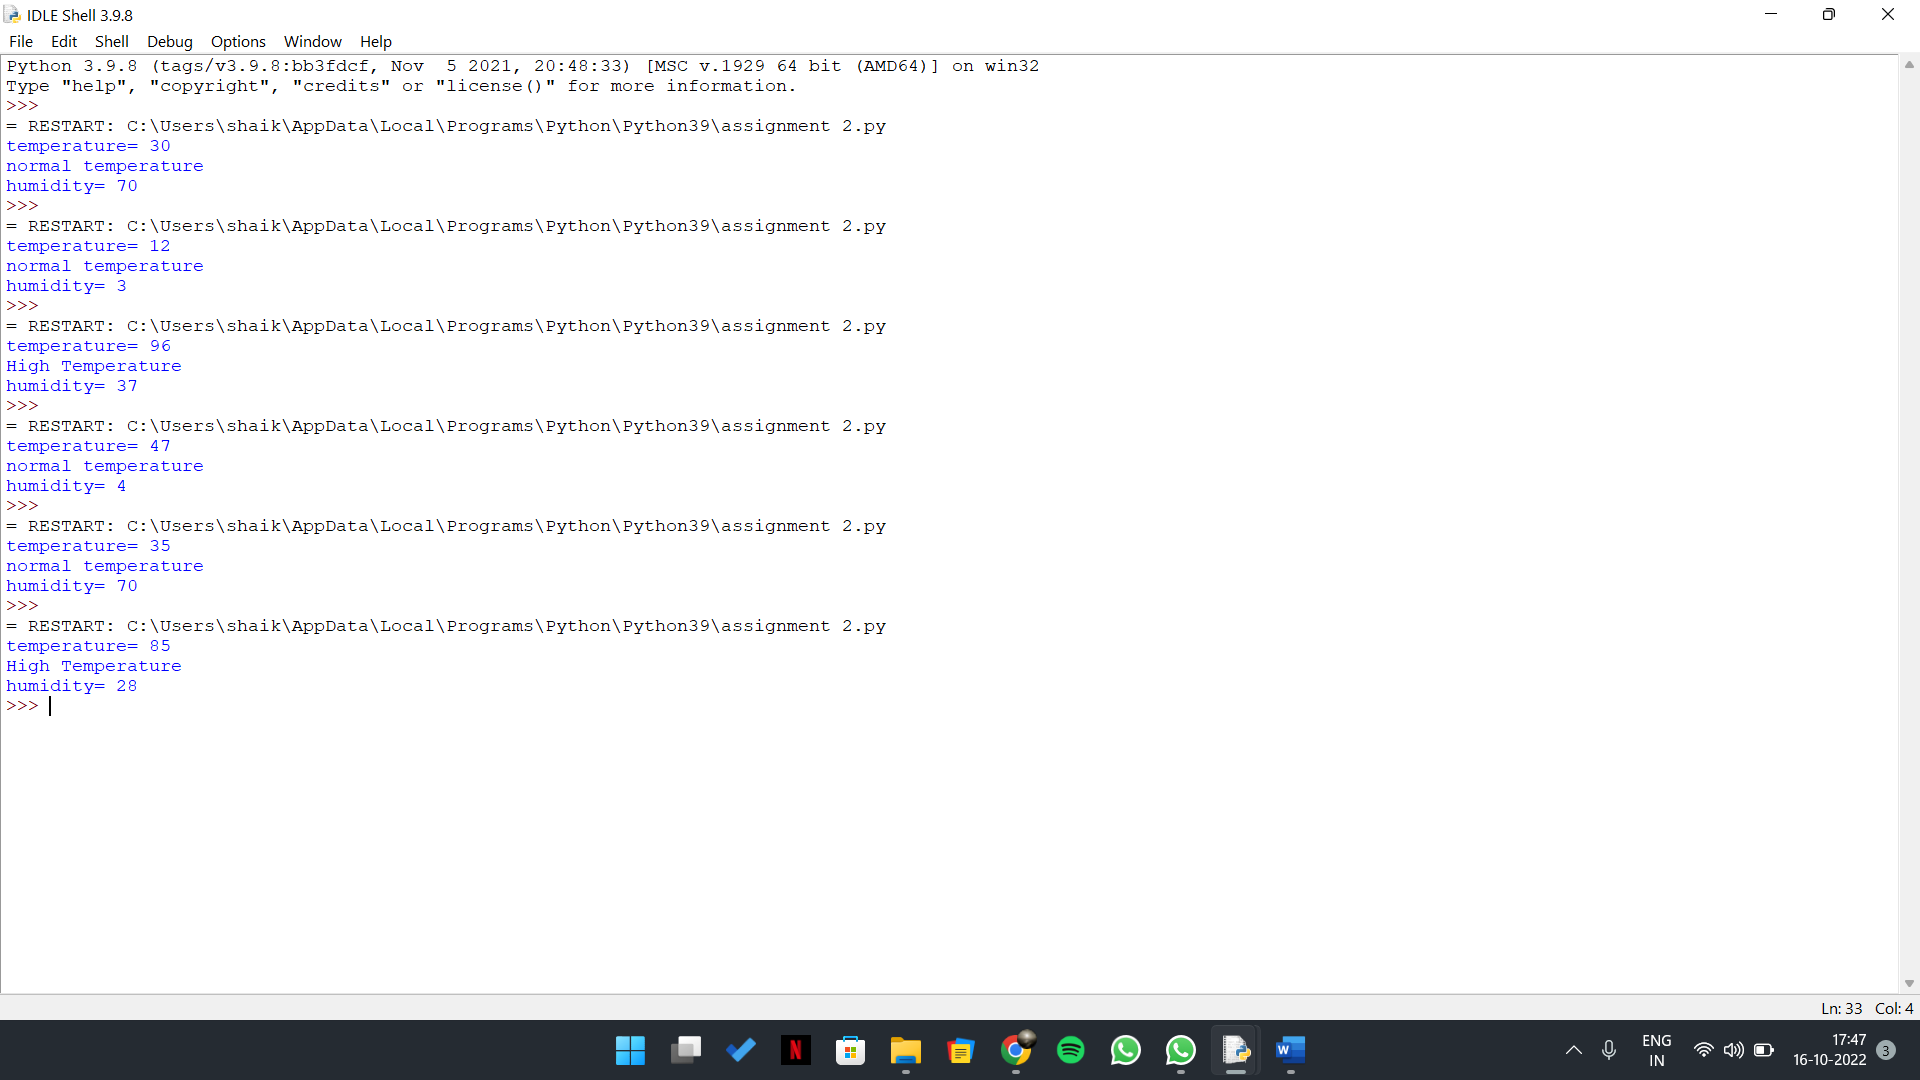 IDLE Shell 3.9.8
File Edit Shell Debug Options Window Help
Python 3.9.8 (tags/v3.9.8:bb3fdcf, Nov  5 2021, 20:48:33) [MSC v.1929 64 bit (AMD64)] on win32
Type "help", "copyright", "credits" or "license()" for more information.
>>>
= RESTART: C:\Users\shaik\AppData\Local\Programs\Python\Python39\assignment 2.py
temperature= 30
normal temperature
humidity= 70
>>>
= RESTART: C:\Users\shaik\AppData\Local\Programs\Python\Python39\assignment 2.py
temperature= 12
normal temperature
humidity= 3
>>>
= RESTART: C:\Users\shaik\AppData\Local\Programs\Python\Python39\assignment 2.py
temperature= 96
High Temperature
humidity= 37
>>>
= RESTART: C:\Users\shaik\AppData\Local\Programs\Python\Python39\assignment 2.py
temperature= 47
normal temperature
humidity= 4
>>>
= RESTART: C:\Users\shaik\AppData\Local\Programs\Python\Python39\assignment 2.py
temperature= 35
normal temperature
humidity= 70
>>>
= RESTART: C:\Users\shaik\AppData\Local\Programs\Python\Python39\assignment 2.py
temperature= 85
High Temperature
humidity= 28
>>>
Ln: 33 Col: 4
N
W
ENG
IN
17:47
16-10-2022
3